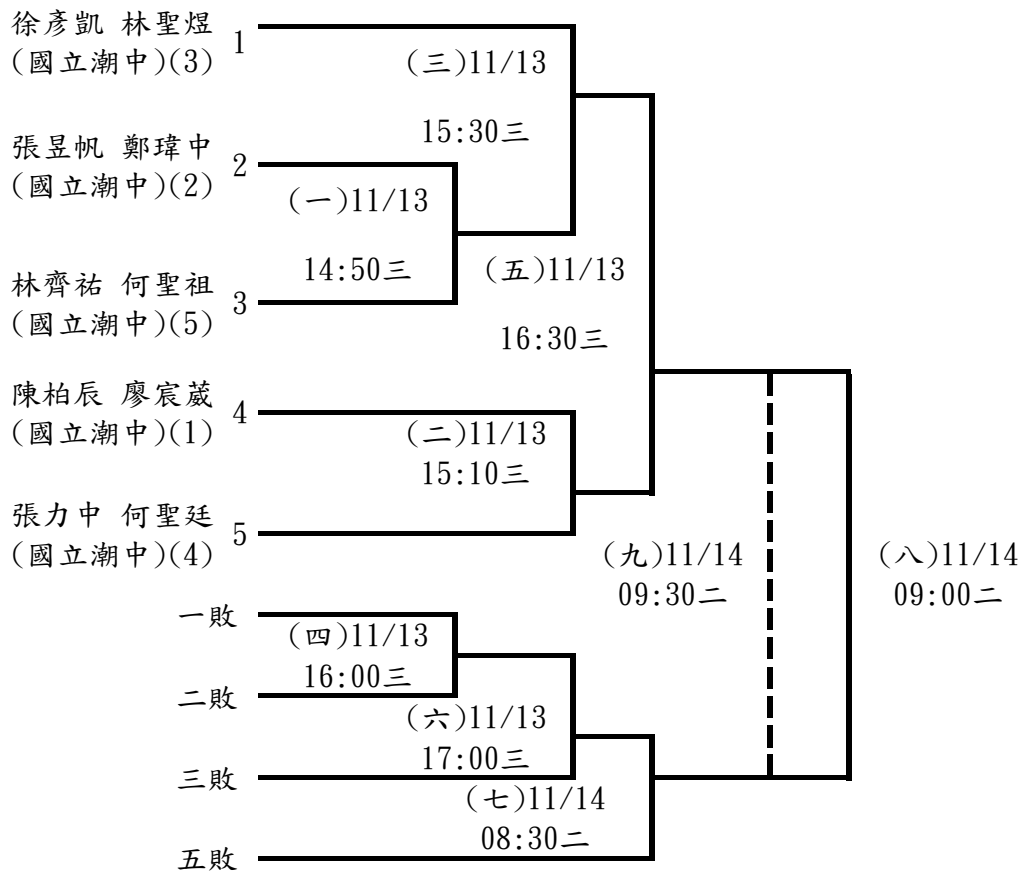 徐彥凱 林聖煜
(國立潮中)(3)
1
(三)11/13
15:30三
張昱帆 鄭瑋中
(國立潮中)(2)
2
(一)11/13
14:50三
林齊祐 何聖祖
(國立潮中)(5)
3
(五)11/13
16:30三
陳柏辰 廖宸葳
(國立潮中)(1)
4
(二)11/13
15:10三
張力中 何聖廷
(國立潮中)(4)
5
(九)11/14
09:30二
(八)11/14
09:00二
一敗
(四)11/13
16:00三
二敗
(六)11/13
17:00三
三敗
(七)11/14
08:30二
五敗